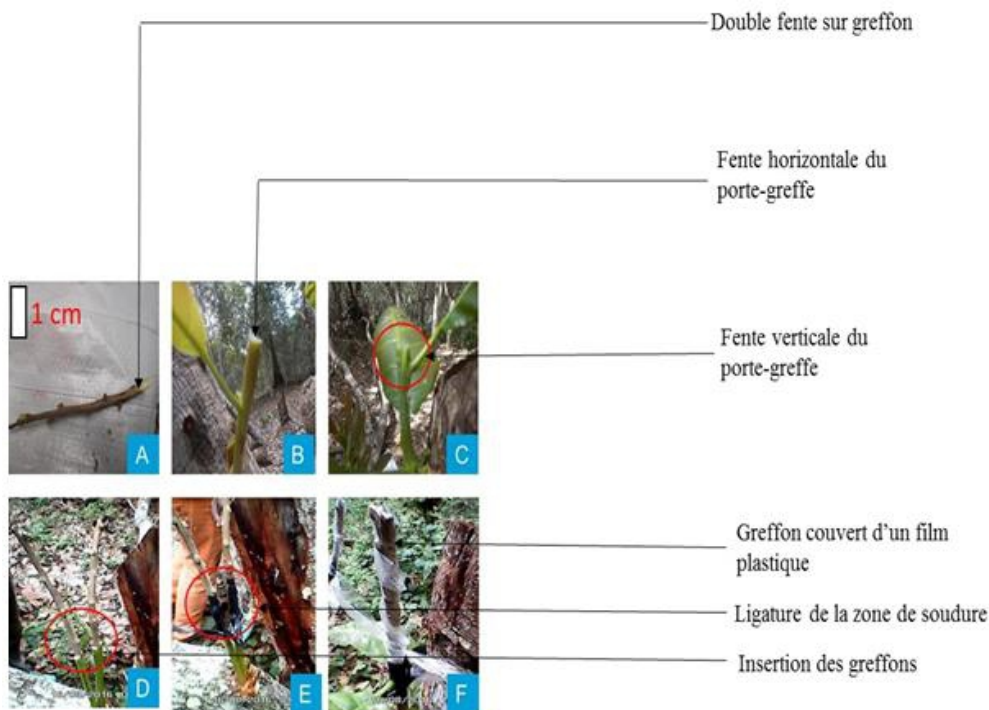 Double fente sur greffon
Fente horizontale du
porte-greffe
1 cm
A
B
C
Fente verticale du
porte-greffe
D
E
F
Greffon couvert d'un film
plastique
Ligature de la zone de soudure
Insertion des greffons